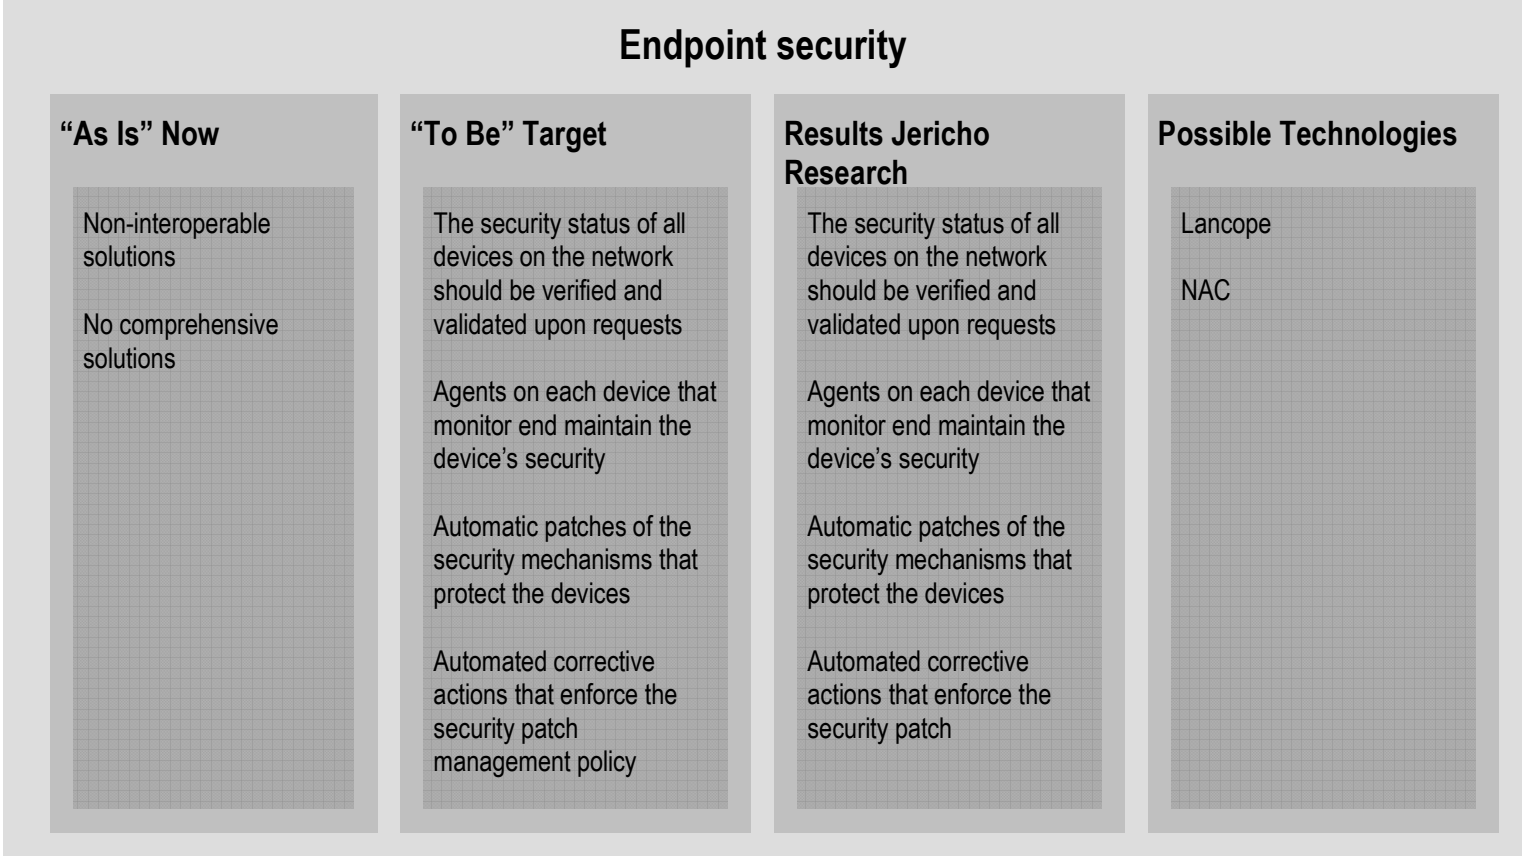 Endpoint security
“As Is” Now
Non-interoperable
solutions
No comprehensive
solutions
“To Be” Target
The security status of all
devices on the network
should be verified and
validated upon requests
Agents on each device that
monitor end maintain the
device’s security
Automatic patches of the
security mechanisms that
protect the devices
Automated corrective
actions that enforce the
security patch
management policy
Results Jericho
Research
The security status of all
devices on the network
should be verified and
validated upon requests
Agents on each device that
monitor end maintain the
device’s security
Automatic patches of the
security mechanisms that
protect the devices
Automated corrective
actions that enforce the
security patch
Possible Technologies
Lancope
NAC